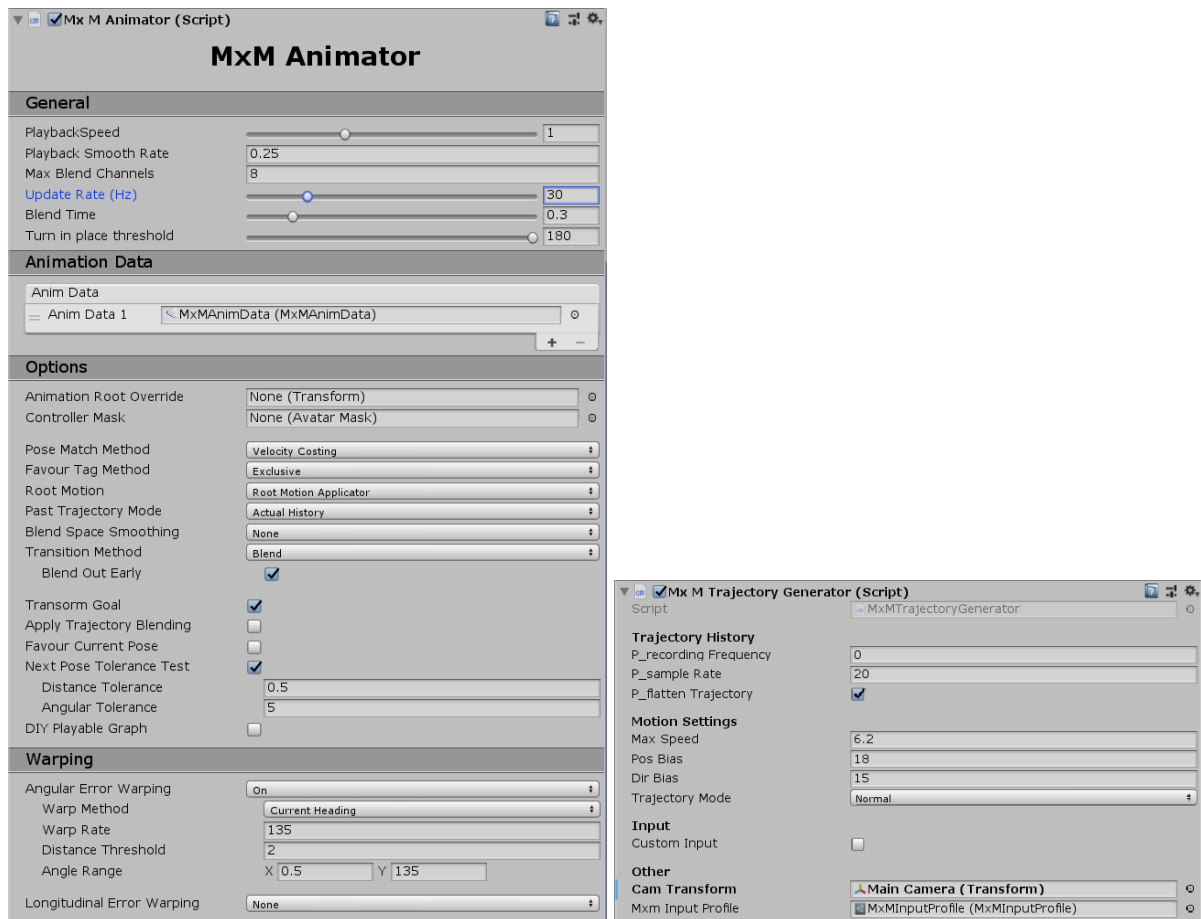 Mx M Animator (Script)
MxM Animator
General
PlaybackSpeed 1
Playback Smooth Rate 0.25
Max Blend Channels 8
Update Rate (Hz) 30
Blend Time 0.3
Turn in place threshold 180
Animation Data
Anim Data
Anim Data 1 MxMAnimData (MxMAnimData)
Options
Animation Root Override None (Transform)
Controller Mask None (Avatar Mask)
Pose Match Method Velocity Costing
Favour Tag Method Exclusive
Root Motion Root Motion Applicator
Past Trajectory Mode Actual History
Blend Space Smoothing None
Transition Method Blend
Blend Out Early
Transorm Goal
Apply Trajectory Blending
Favour Current Pose
Next Pose Tolerance Test
Distance Tolerance 0.5
Angular Tolerance 5
DIY Playable Graph
Warping
Angular Error Warping On
Warp Method Current Heading
Warp Rate 135
Distance Threshold 2
Angle Range X 0.5 Y 135
Longitudinal Error Warping None
Mx M Trajectory Generator (Script)
Script MxMTrajectoryGenerator
Trajectory History
P_recording Frequency 0
P_sample Rate 20
P_flatten Trajectory
Motion Settings
Max Speed 6.2
Pos Bias 18
Dir Bias 15
Trajectory Mode Normal
Input
Custom Input
Other
Cam Transform Main Camera (Transform)
Mxm Input Profile MxMInputProfile (MxMInputProfile)